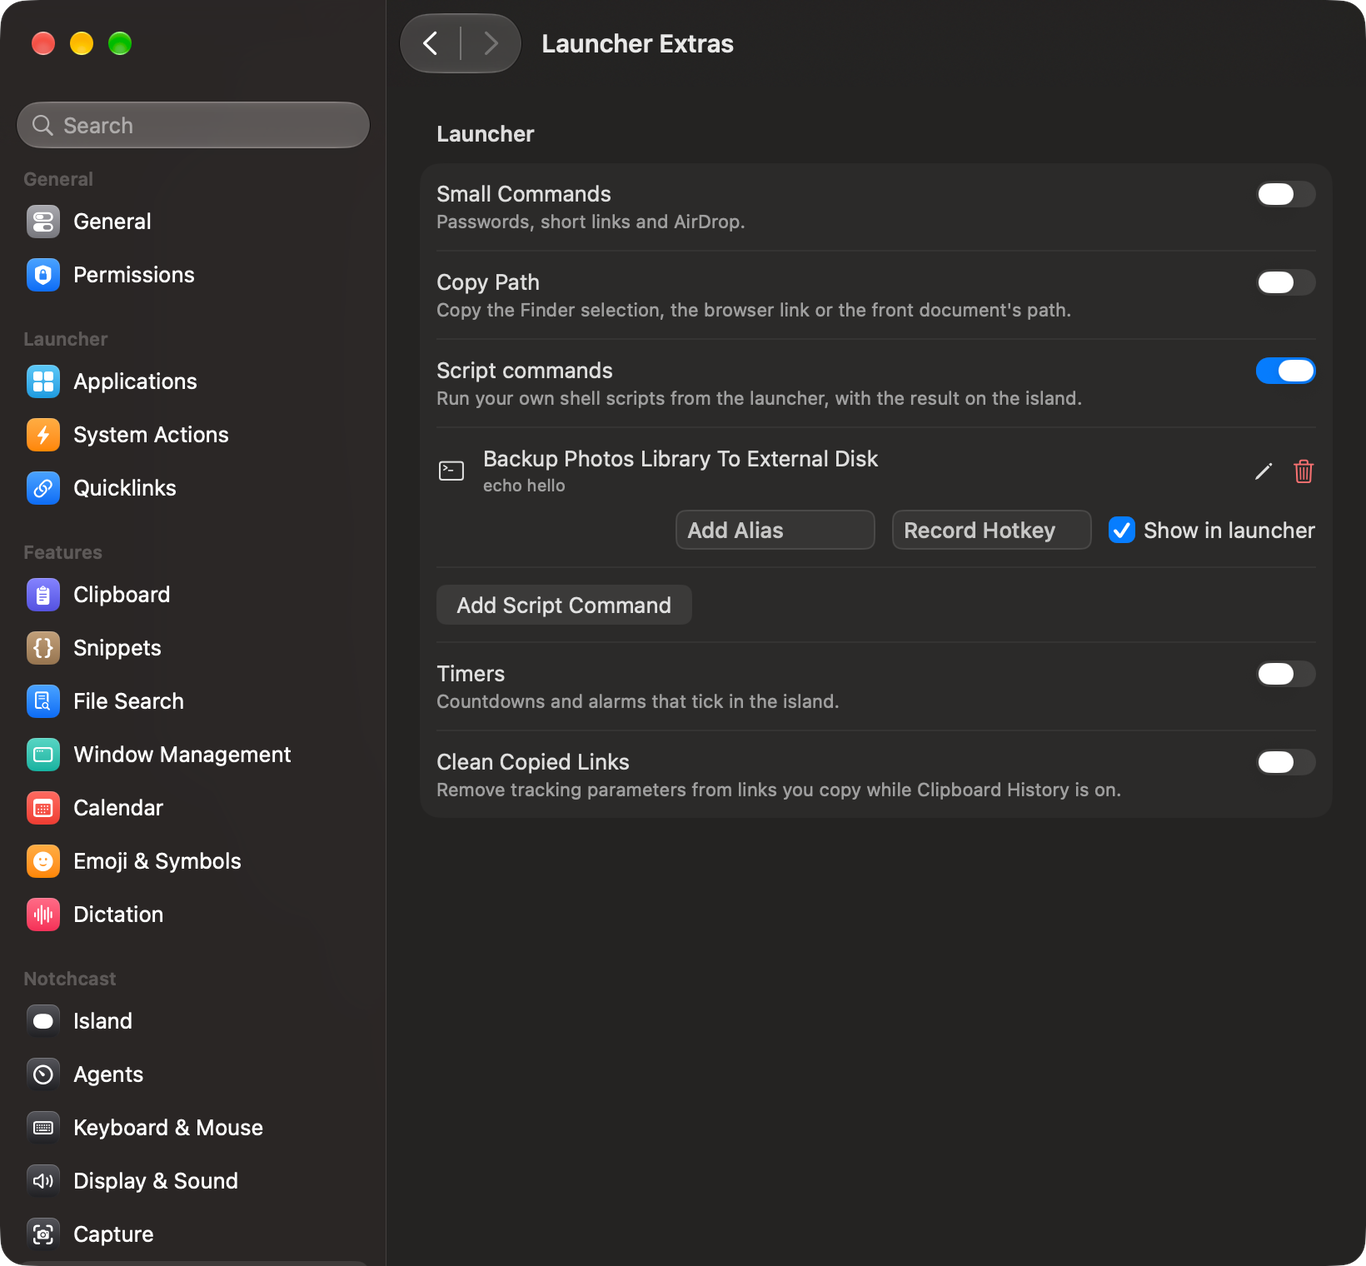 Launcher Extras
Search
General
General
Permissions
Launcher
Applications
System Actions
Quicklinks
Features
Clipboard
Snippets
File Search
Window Management
Calendar
Emoji & Symbols
Dictation
Notchcast
Island
Agents
Keyboard & Mouse
Display & Sound
Capture
Launcher
Small Commands
Passwords, short links and AirDrop.
Copy Path
Copy the Finder selection, the browser link or the front document's path.
Script commands
Run your own shell scripts from the launcher, with the result on the island.
Backup Photos Library To External Disk
echo hello
Add Alias
Record Hotkey
Show in launcher
Add Script Command
Timers
Countdowns and alarms that tick in the island.
Clean Copied Links
Remove tracking parameters from links you copy while Clipboard History is on.